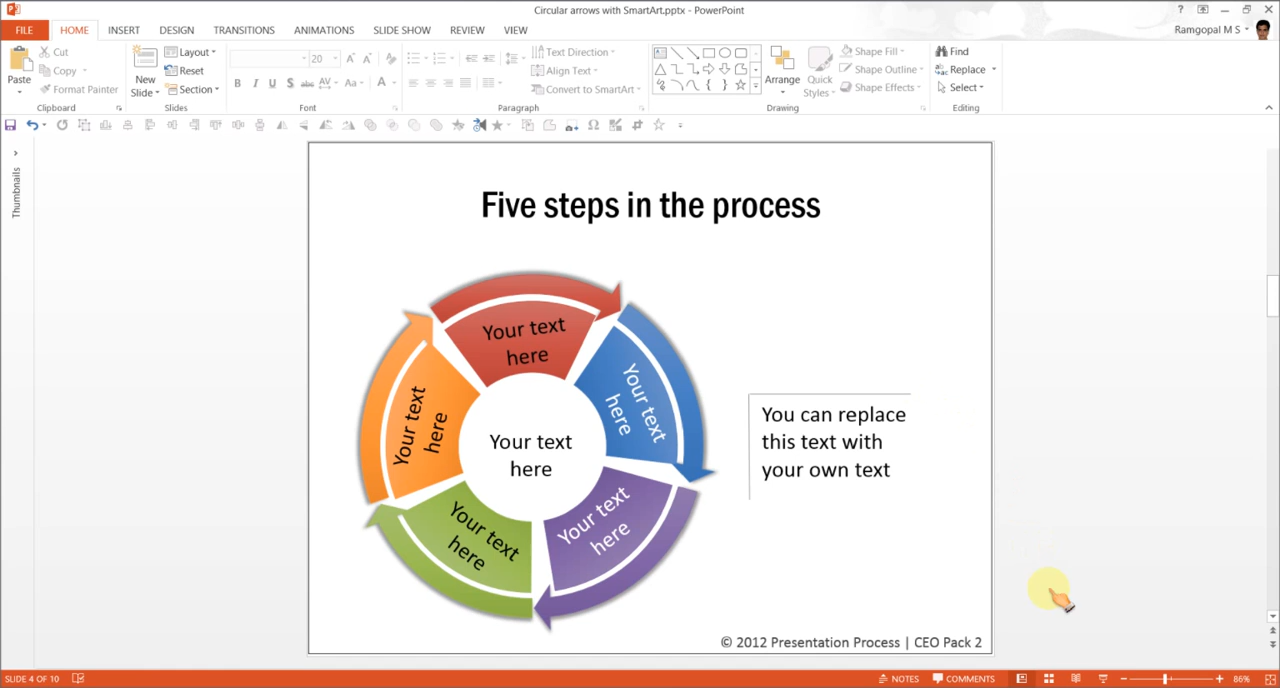 Circular arrows with SmartArt.pptx - PowerPoint
?
Ramgopal M S
FILE HOME INSERT DESIGN TRANSITIONS ANIMATIONS SLIDE SHOW REVIEW VIEW
Paste
Cut
Copy
Format Painter
Clipboard
New
Slide
Layout
Reset
Section
Slides
20
B I U S abc AV Aa A
Font
Text Direction
Align Text
Convert to SmartArt
Paragraph
Arrange
Quick
Styles
Shape Fill
Shape Outline
Shape Effects
Drawing
Find
Replace
Select
Editing
Thumbnails
Five steps in the process
Your text
here
Your text
here
Your text
here
Your text
here
Your text
here
Your text
here
You can replace
this text with
your own text
© 2012 Presentation Process | CEO Pack 2
SLIDE 4 OF 10
NOTES
COMMENTS
86%